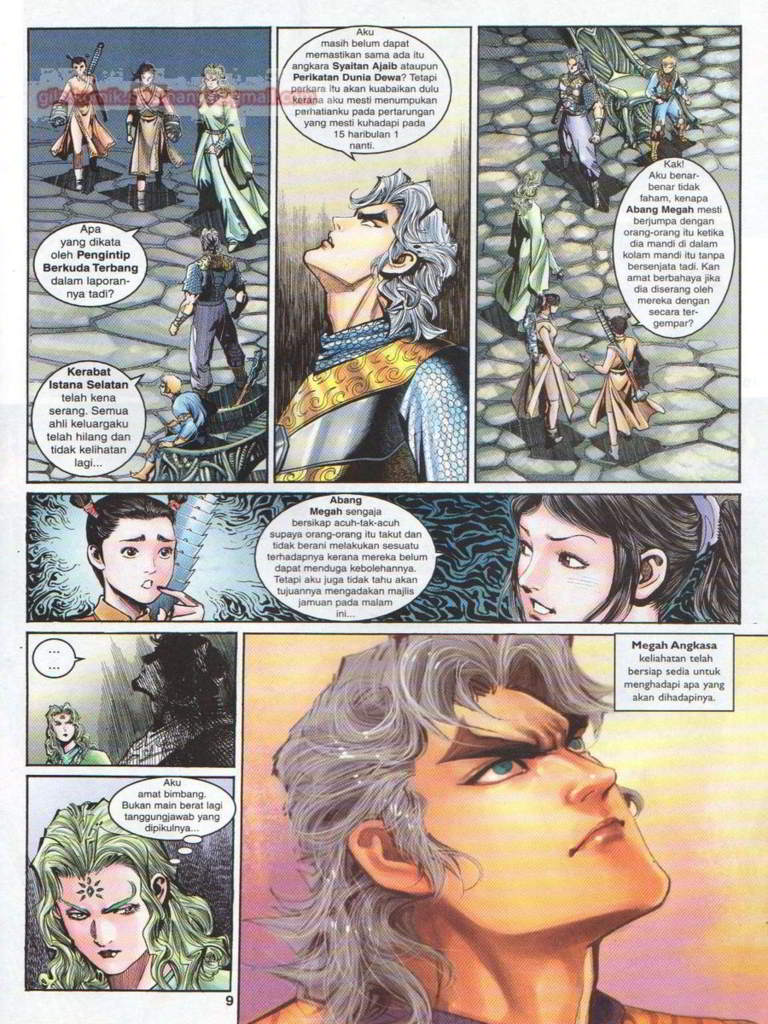 Apa
yang dikata
oleh Pengintip
Berkuda Terbang
dalam laporan-
nya tadi?
Kerabat
Istana Selatan
telah kena
serang. Semua
ahli keluargaku
telah hilang dan
tidak kelihatan
lagi...
Aku
masih belum dapat
memastikan sama ada itu
angkara Syaitan Ajaib ataupun
Perikatan Dunia Dewa? Tetapi
perkara itu akan kuabaikan dulu
kerana aku mesti menumpukan
perhatianku pada pertarungan
yang mesti kuhadapi pada
15 haribulan 1
nanti.
Kak!
Aku benar-
benar tidak
faham, kenapa
Abang Megah mesti
berjumpa dengan
orang-orang itu ketika
dia mandi di dalam
kolam mandi itu tanpa
bersenjata tadi. Kan
amat berbahaya jika
dia diserang oleh
mereka dengan
secara ter-
gempar?
Abang
Megah sengaja
bersikap acuh-tak-acuh
supaya orang-orang itu takut dan
tidak berani melakukan sesuatu
terhadapnya kerana mereka belum
dapat menduga kebolehannya.
Tetapi aku juga tidak tahu akan
tujuannya mengadakan majlis
jamuan pada malam
ini...
...
...
Megah Angkasa
keliahatan telah
bersiap sedia untuk
menghadapi apa yang
akan dihadapinya.
Aku
amat bimbang.
Bukan main berat lagi
tanggungjawab yang
dipikulnya...
9